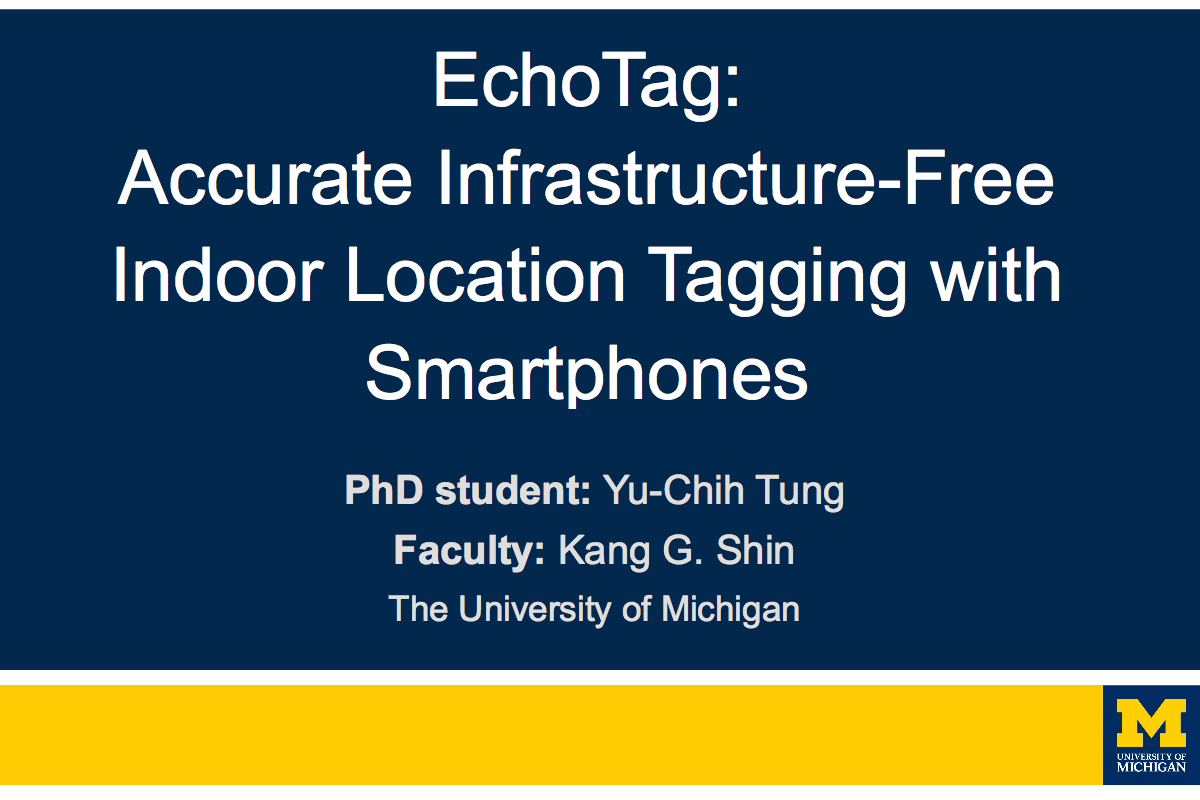 EchoTag:
Accurate Infrastructure-Free
Indoor Location Tagging with
Smartphones
PhD student: Yu-Chih Tung
Faculty: Kang G. Shin
The University of Michigan
M
UNIVERSITY OF
MICHIGAN